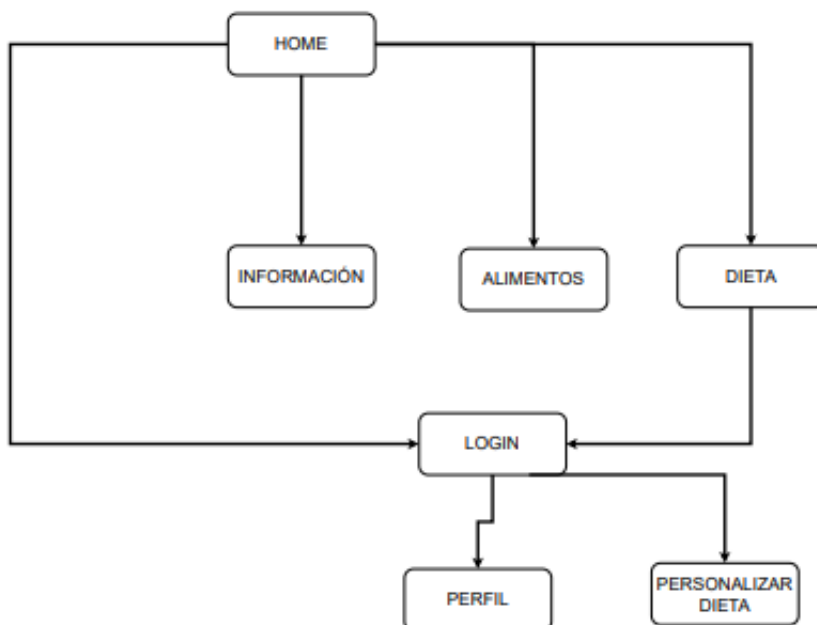 HOME
INFORMACIÓN
ALIMENTOS
DIETA
LOGIN
PERFIL
PERSONALIZAR
DIETA